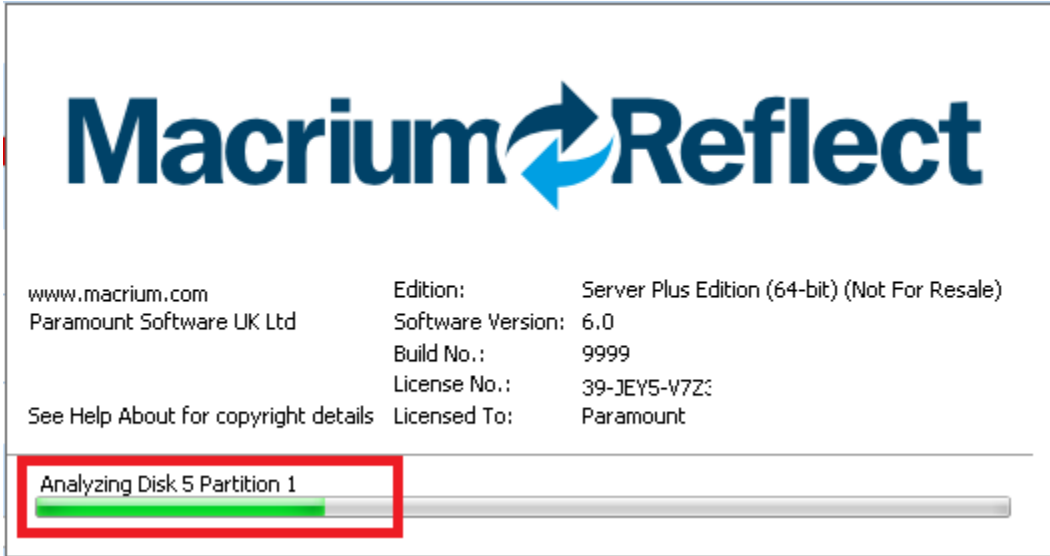 Macrium Reflect
www.macrium.com
Paramount Software UK Ltd
See Help About for copyright details
Edition: Server Plus Edition (64-bit) (Not For Resale)
Software Version: 6.0
Build No.: 9999
License No.: 39-JEY5-V7Z3
Licensed To: Paramount
Analyzing Disk 5 Partition 1